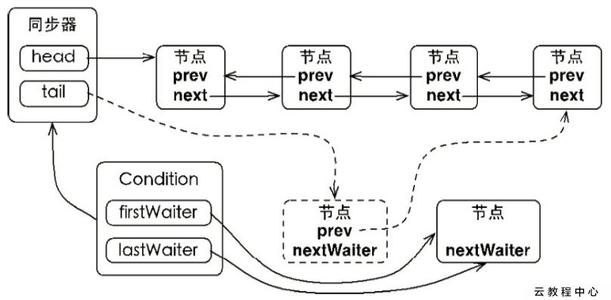 同步器
head
tail
节点
prev
next
节点
prev
next
节点
prev
next
节点
prev
next
Condition
firstWaiter
lastWaiter
节点
prev
nextWaiter
节点
nextWaiter
云教程中心